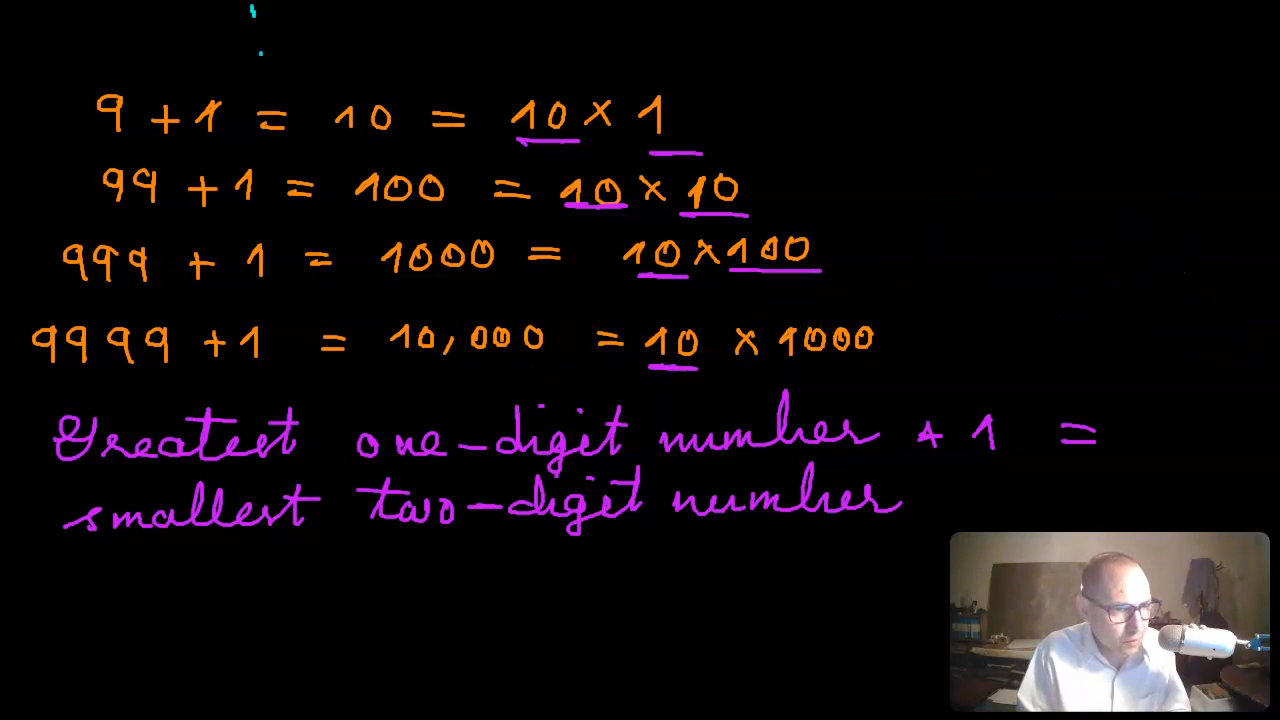 9 + 1 = 10 = 10 × 1
99 + 1 = 100 = 10 × 10
999 + 1 = 1000 = 10 × 100
9999 + 1 = 10,000 = 10 × 1000
Greatest one-digit number + 1 =
smallest two-digit number